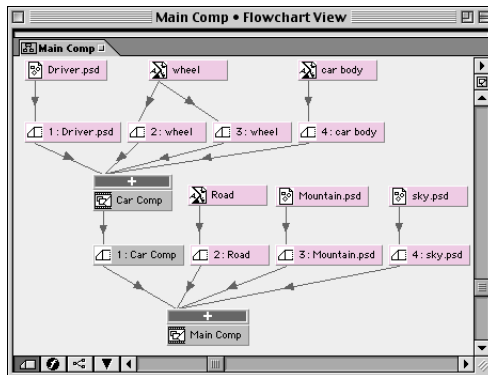 Main Comp • Flowchart View
Main Comp
Driver.psd wheel car body
1: Driver.psd 2: wheel 3: wheel 4: car body
+
Car Comp Road Mountain.psd sky.psd
1: Car Comp 2: Road 3: Mountain.psd 4: sky.psd
+
Main Comp